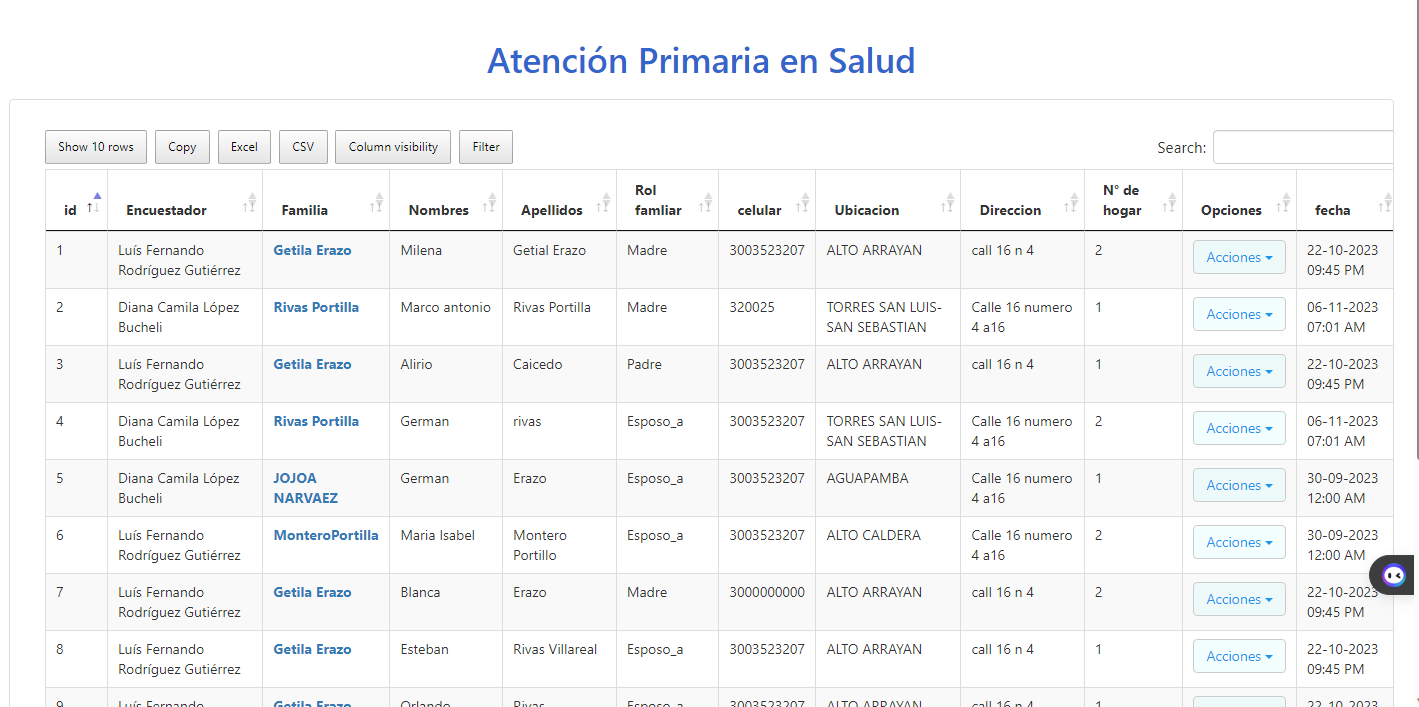 Atención Primaria en Salud
Show 10 rows Copy Excel CSV Column visibility Filter Search:
id Encuestador Familia Nombres Apellidos Rol famliar celular Ubicacion Direccion N° de hogar Opciones fecha
1 Luís Fernando Getila Erazo Milena Getial Erazo Madre 3003523207 ALTO ARRAYAN call 16 n 4 2 Acciones 22-10-2023
Rodríguez Gutiérrez 09:45 PM
2 Diana Camila López Rivas Portilla Marco antonio Rivas Portilla Madre 320025 TORRES SAN LUIS- Calle 16 numero 1 Acciones 06-11-2023
Bucheli SAN SEBASTIAN 4 a16 07:01 AM
3 Luís Fernando Getila Erazo Alirio Caicedo Padre 3003523207 ALTO ARRAYAN call 16 n 4 1 Acciones 22-10-2023
Rodríguez Gutiérrez 09:45 PM
4 Diana Camila López Rivas Portilla German rivas Esposo_a 3003523207 TORRES SAN LUIS- Calle 16 numero 2 Acciones 06-11-2023
Bucheli SAN SEBASTIAN 4 a16 07:01 AM
5 Diana Camila López JOJOA German Erazo Esposo_a 3003523207 AGUAPAMBA Calle 16 numero 1 Acciones 30-09-2023
Bucheli NARVAEZ 4 a16 12:00 AM
6 Luís Fernando MonteroPortilla Maria Isabel Montero Esposo_a 3003523207 ALTO CALDERA Calle 16 numero 2 Acciones 30-09-2023
Rodríguez Gutiérrez Portillo 4 a16 12:00 AM
7 Luís Fernando Getila Erazo Blanca Erazo Madre 3000000000 ALTO ARRAYAN call 16 n 4 2 Acciones 22-10-2023
Rodríguez Gutiérrez 09:45 PM
8 Luís Fernando Getila Erazo Esteban Rivas Villareal Esposo_a 3003523207 ALTO ARRAYAN call 16 n 4 1 Acciones 22-10-2023
Rodríguez Gutiérrez 09:45 PM
9 Luís Fernando Getila Erazo Orlando Rivas Esposo_a 3003523207 ALTO ARRAYAN call 16 n 4 1 22-10-2023